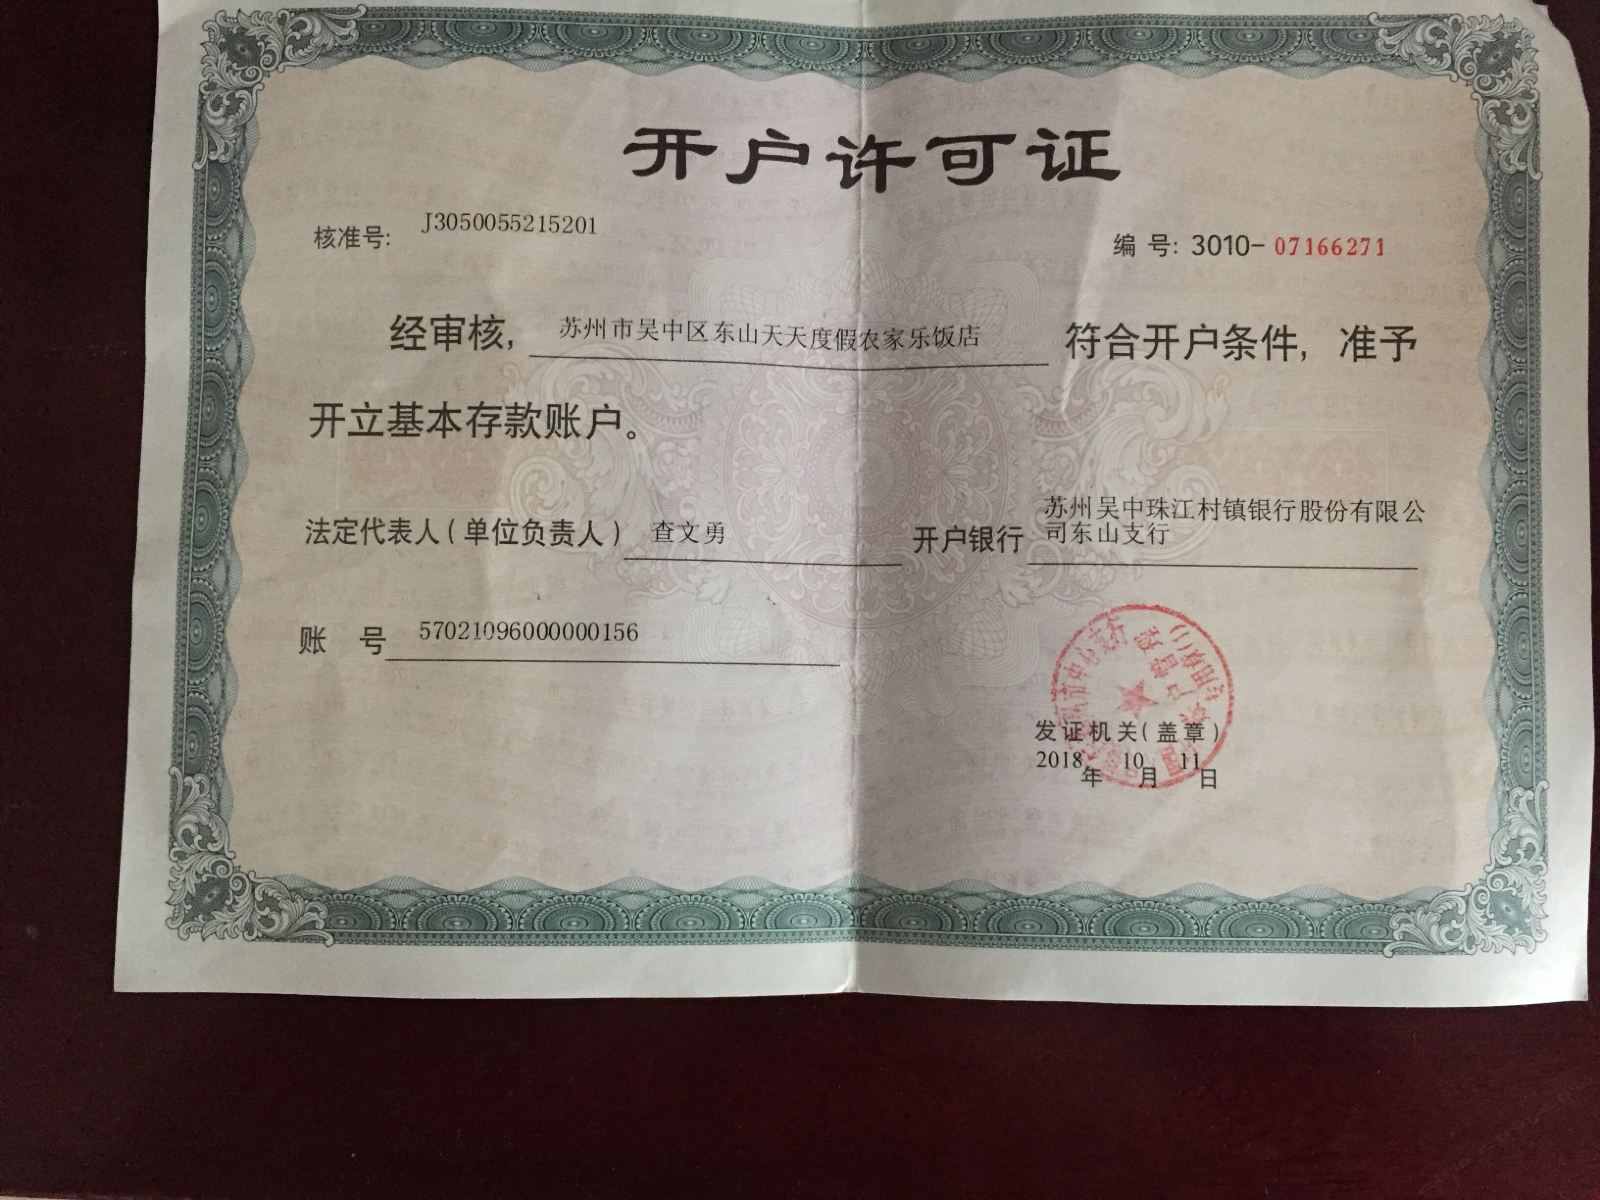 开户许可证
核准号: J3050055215201
编 号: 3010-07166271
经审核, 苏州市吴中区东山天天度假农家乐饭店 符合开户条件, 准予
开立基本存款账户。
法定代表人(单位负责人) 查文勇
开户银行 苏州吴中珠江村镇银行股份有限公
司东山支行
账 号 57021096000000156
发证机关(盖章)
2018 年 10 月 11 日